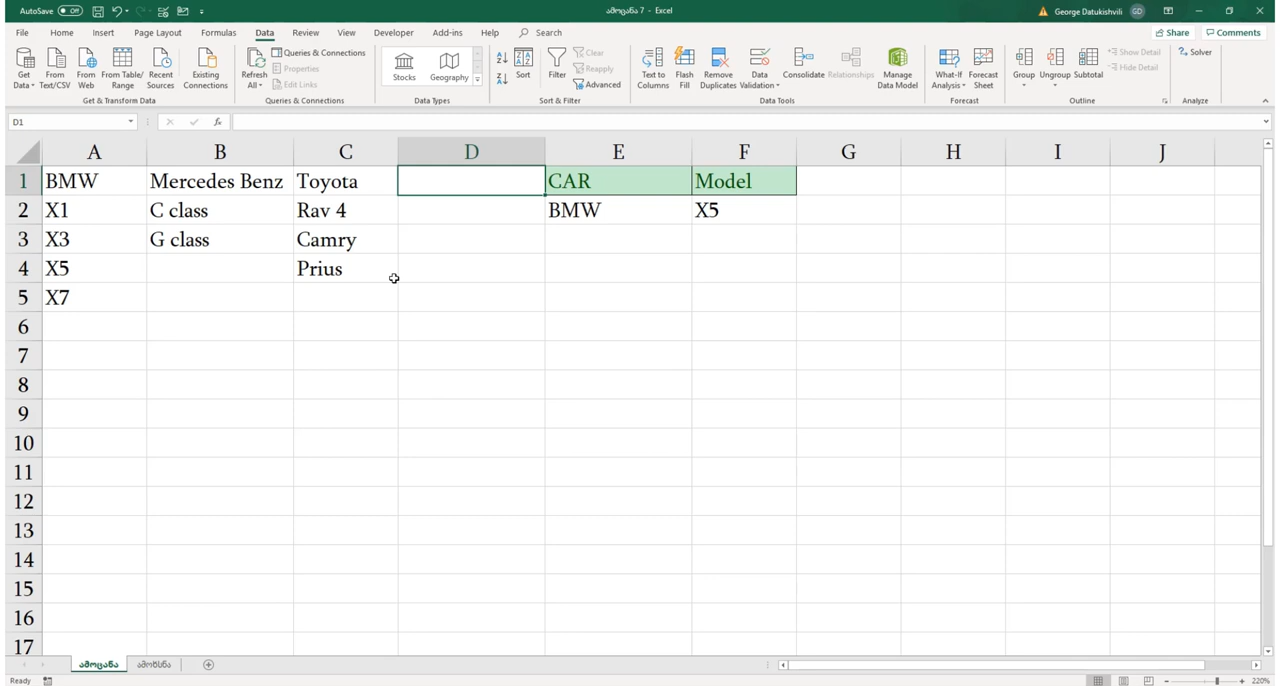 AutoSave Off ამოცანა 7 - Excel George Datukishvili GD
File Home Insert Page Layout Formulas Data Review View Developer Add-ins Help Search Share Comments
Get Data From Text/CSV From Web From Table/Range Recent Sources Existing Connections
Get & Transform Data
Refresh All Queries & Connections Properties Edit Links
Queries & Connections
Stocks Geography
Data Types
Sort Filter Clear Reapply Advanced
Sort & Filter
Text to Columns Flash Fill Remove Duplicates Data Validation Consolidate Relationships Manage Data Model
Data Tools
What-If Analysis Forecast Sheet
Forecast
Group Ungroup Subtotal Show Detail Hide Detail
Outline
Solver
Analyze
D1 fx
A B C D E F G H I J
1 BMW Mercedes Benz Toyota CAR Model
2 X1 C class Rav 4 BMW X5
3 X3 G class Camry
4 X5 Prius
5 X7
6
7
8
9
10
11
12
13
14
15
16
17
ამოცანა ამოხსნა
Ready 220%